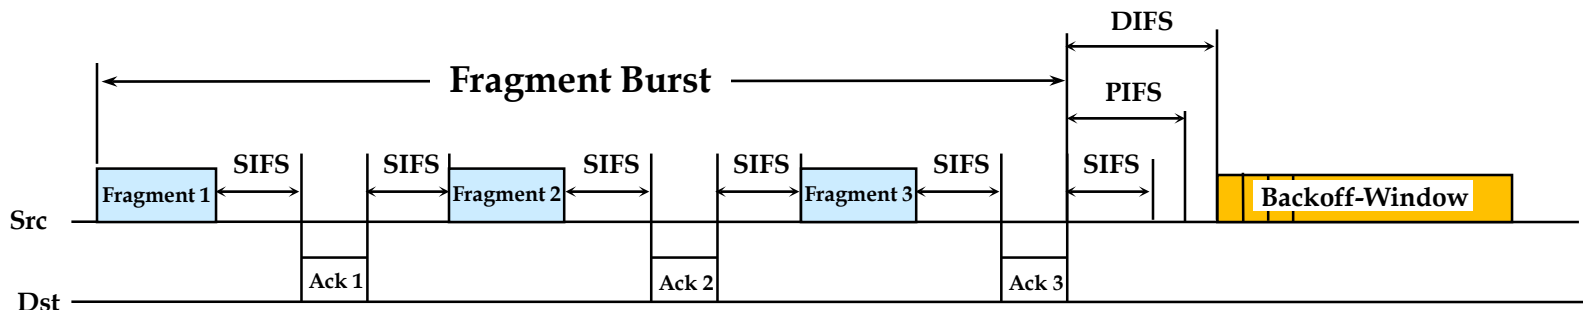 DIFS
Fragment Burst
PIFS
SIFS SIFS SIFS SIFS SIFS SIFS
Fragment 1 Fragment 2 Fragment 3 Backoff-Window
Src
Ack 1 Ack 2 Ack 3
Dst